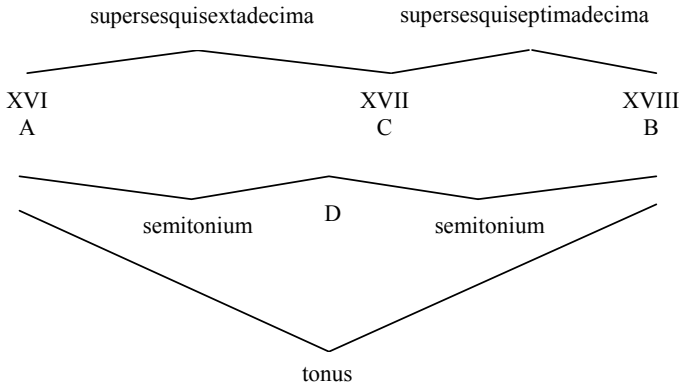 supersesquisextadecima supersesquiseptimadecima
XVI XVII XVIII
A C B
semitonium D semitonium
tonus